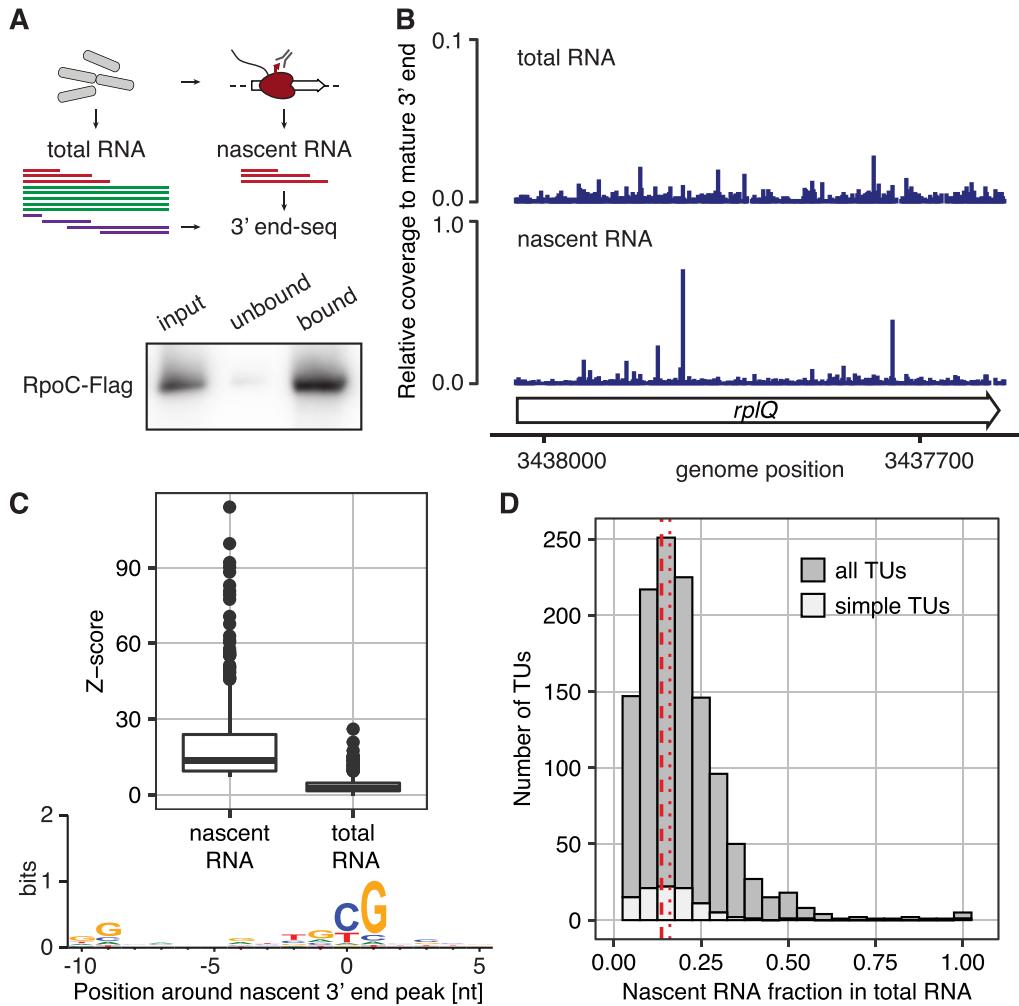 A
total RNA
nascent RNA
3’ end-seq
input
unbound
bound
RpoC-Flag
B
Relative coverage to mature 3’ end
0.1
0.0
total RNA
1.0
0.0
nascent RNA
rplQ
3438000
genome position
3437700
C
Z−score
90
60
30
0
nascent RNA
total RNA
bits
2
1
0
C
G
G
T
-10
-5
0
5
Position around nascent 3’ end peak [nt]
D
Number of TUs
250
200
150
100
50
0
all TUs
simple TUs
0.00
0.25
0.50
0.75
1.00
Nascent RNA fraction in total RNA